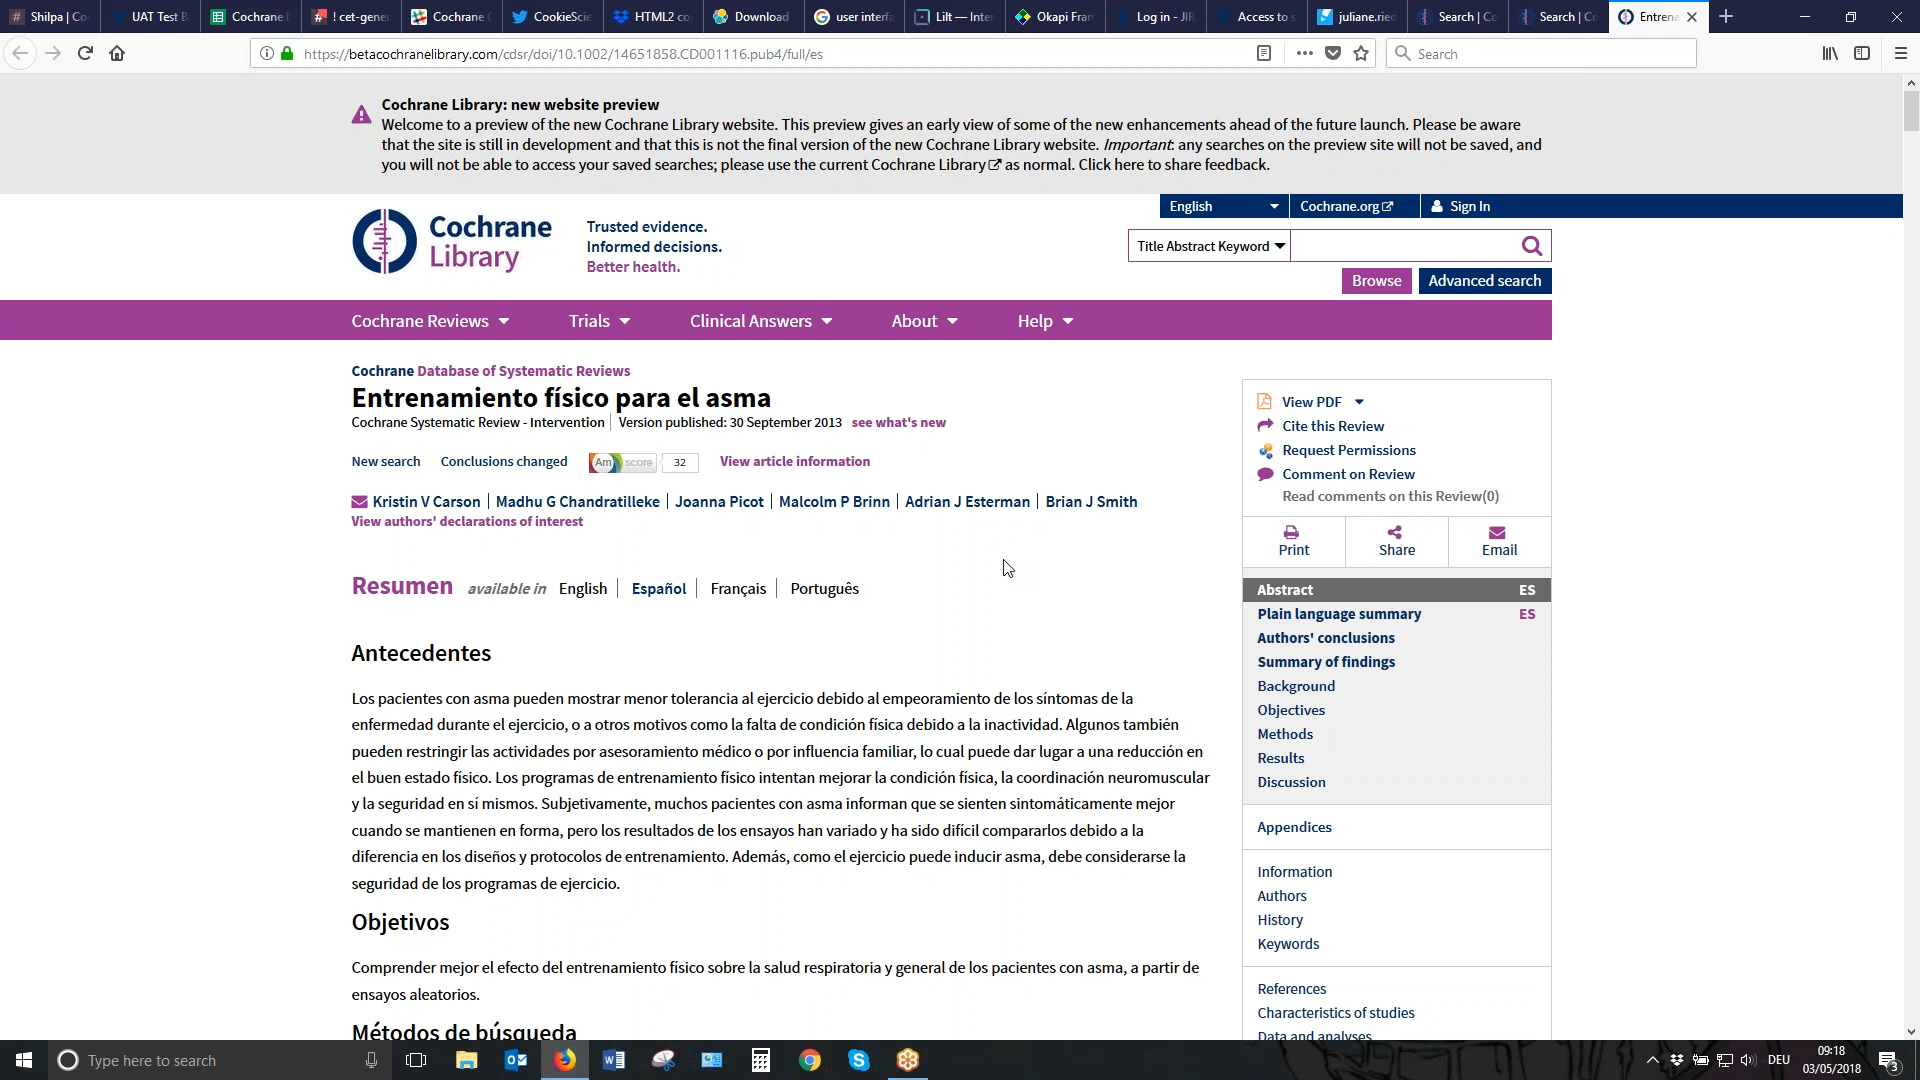 Shilpa | Co
UAT Test B
Cochrane L
! cet-gene
Cochrane C
CookieScie
HTML2 co
Download
user interfa
Lilt — Inte
Okapi Fran
Log in - JIR
Access to s
juliane.ried
Search | Co
Search | Co
Entrena
https://betacochranelibrary.com/cdsr/doi/10.1002/14651858.CD001116.pub4/full/es
Search
Cochrane Library: new website preview
Welcome to a preview of the new Cochrane Library website. This preview gives an early view of some of the new enhancements ahead of the future launch. Please be aware
that the site is still in development and that this is not the final version of the new Cochrane Library website. Important: any searches on the preview site will not be saved, and
you will not be able to access your saved searches; please use the current Cochrane Library as normal. Click here to share feedback.
English
Cochrane.org
Sign In
Cochrane
Library
Trusted evidence.
Informed decisions.
Better health.
Title Abstract Keyword
Browse
Advanced search
Cochrane Reviews
Trials
Clinical Answers
About
Help
Cochrane Database of Systematic Reviews
Entrenamiento físico para el asma
Cochrane Systematic Review - Intervention | Version published: 30 September 2013 see what's new
New search
Conclusions changed
Am score 32
View article information
Kristin V Carson | Madhu G Chandratilleke | Joanna Picot | Malcolm P Brinn | Adrian J Esterman | Brian J Smith
View authors' declarations of interest
Resumen available in English | Español | Français | Português
Antecedentes
Los pacientes con asma pueden mostrar menor tolerancia al ejercicio debido al empeoramiento de los síntomas de la
enfermedad durante el ejercicio, o a otros motivos como la falta de condición física debido a la inactividad. Algunos también
pueden restringir las actividades por asesoramiento médico o por influencia familiar, lo cual puede dar lugar a una reducción en
el buen estado físico. Los programas de entrenamiento físico intentan mejorar la condición física, la coordinación neuromuscular
y la seguridad en sí mismos. Subjetivamente, muchos pacientes con asma informan que se sienten sintomáticamente mejor
cuando se mantienen en forma, pero los resultados de los ensayos han variado y ha sido difícil compararlos debido a la
diferencia en los diseños y protocolos de entrenamiento. Además, como el ejercicio puede inducir asma, debe considerarse la
seguridad de los programas de ejercicio.
Objetivos
Comprender mejor el efecto del entrenamiento físico sobre la salud respiratoria y general de los pacientes con asma, a partir de
ensayos aleatorios.
Métodos de búsqueda
View PDF
Cite this Review
Request Permissions
Comment on Review
Read comments on this Review(0)
Print
Share
Email
Abstract ES
Plain language summary ES
Authors' conclusions
Summary of findings
Background
Objectives
Methods
Results
Discussion
Appendices
Information
Authors
History
Keywords
References
Characteristics of studies
Data and analyses
Type here to search
DEU
09:18
03/05/2018
3